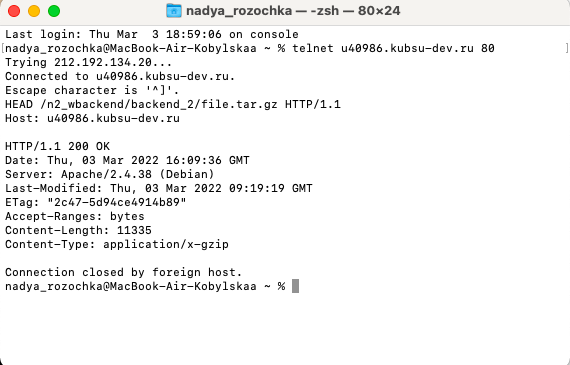 nadya_rozochka — -zsh — 80×24
Last login: Thu Mar  3 18:59:06 on console
[nadya_rozochka@MacBook-Air-Kobylskaa ~ % telnet u40986.kubsu-dev.ru 80 ]
Trying 212.192.134.20...
Connected to u40986.kubsu-dev.ru.
Escape character is '^]'.
HEAD /n2_wbackend/backend_2/file.tar.gz HTTP/1.1
Host: u40986.kubsu-dev.ru

HTTP/1.1 200 OK
Date: Thu, 03 Mar 2022 16:09:36 GMT
Server: Apache/2.4.38 (Debian)
Last-Modified: Thu, 03 Mar 2022 09:19:19 GMT
ETag: "2c47-5d94ce4914b89"
Accept-Ranges: bytes
Content-Length: 11335
Content-Type: application/x-gzip

Connection closed by foreign host.
nadya_rozochka@MacBook-Air-Kobylskaa ~ %